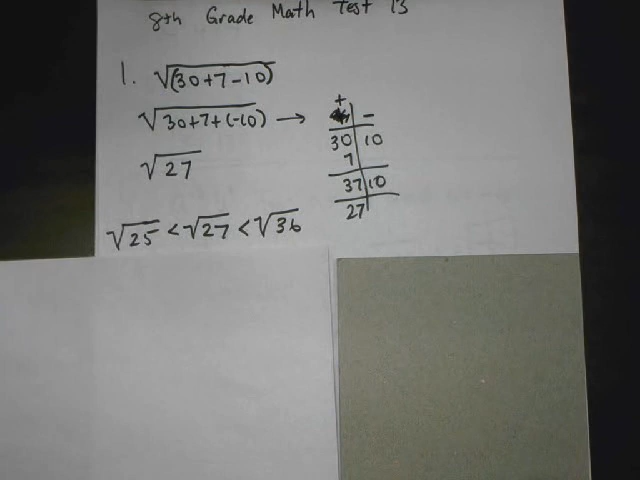 8th Grade Math Test 13
1. √(30+7-10)
√30+7+(-10) →
√27
√25 < √27 < √36
+ | -
30 | 10
7
37 | 10
27